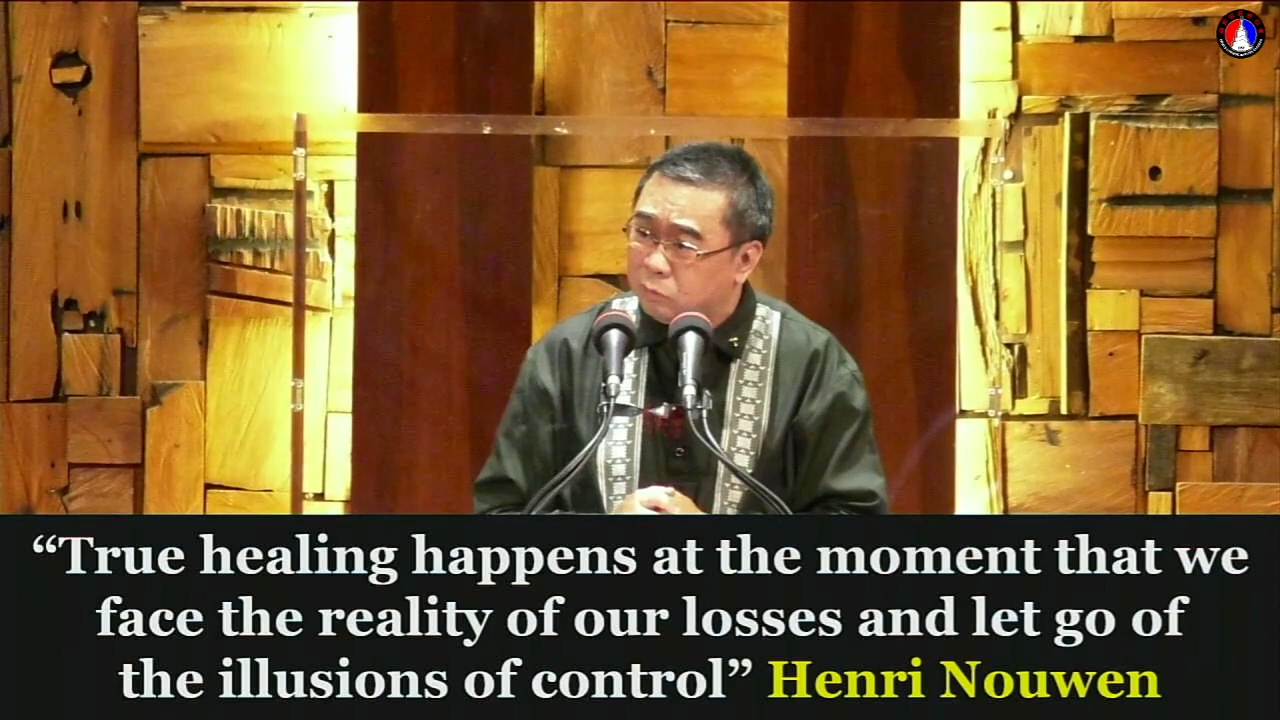 “True healing happens at the moment that we
face the reality of our losses and let go of
the illusions of control” Henri Nouwen